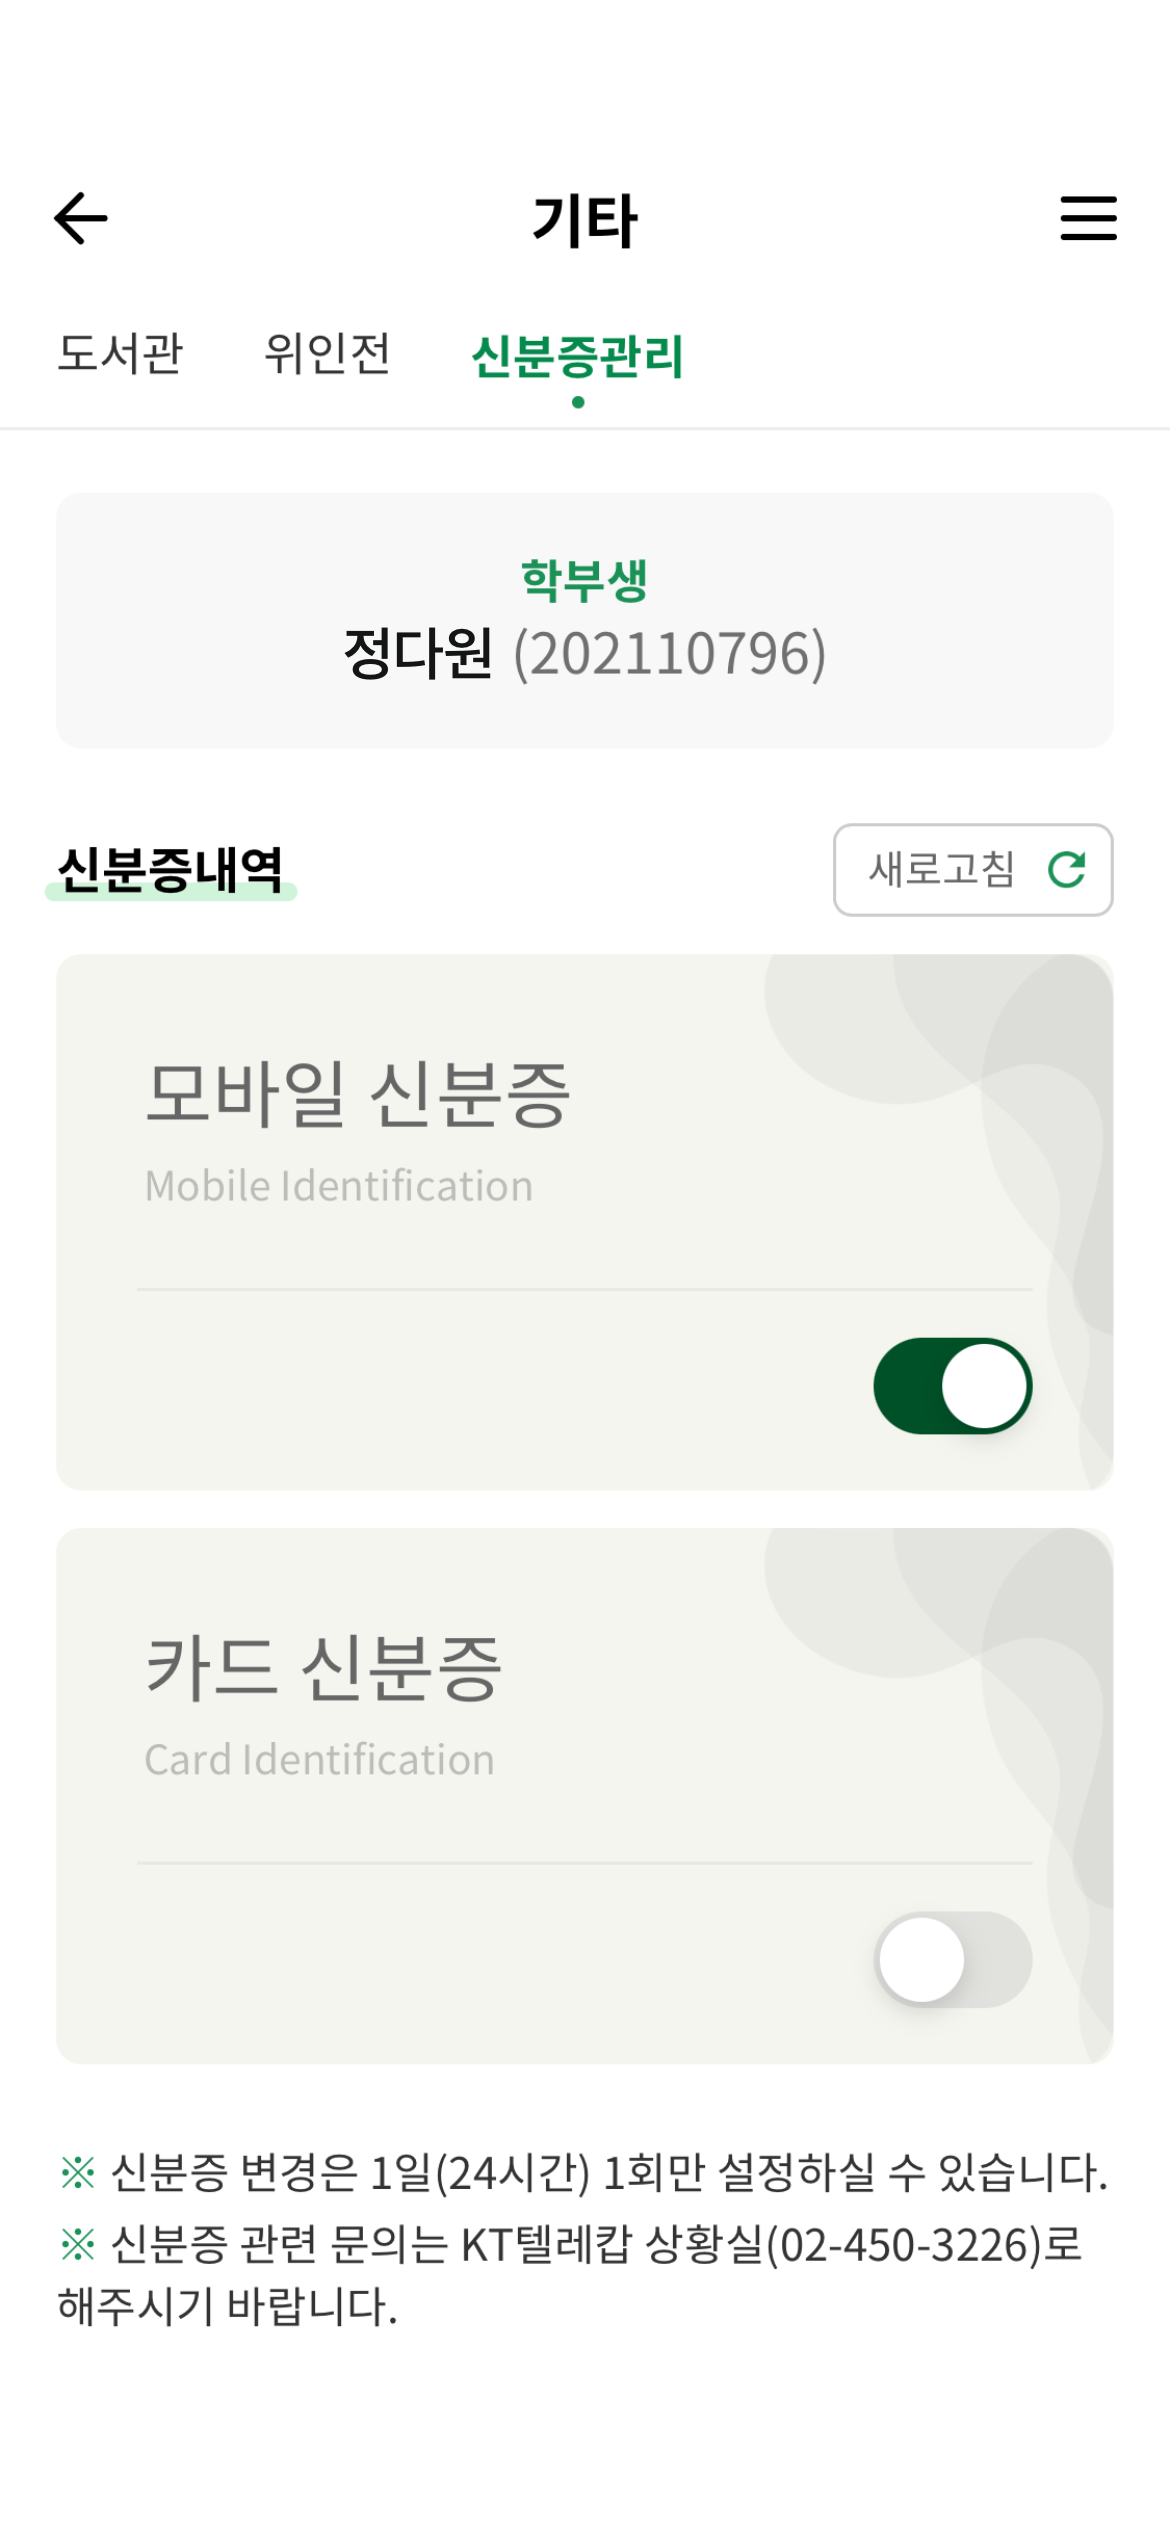 기타
도서관 위인전 신분증관리
학부생
정다원 (202110796)
신분증내역
새로고침
모바일 신분증
Mobile Identification
카드 신분증
Card Identification
※ 신분증 변경은 1일(24시간) 1회만 설정하실 수 있습니다.
※ 신분증 관련 문의는 KT텔레캅 상황실(02-450-3226)로
해주시기 바랍니다.